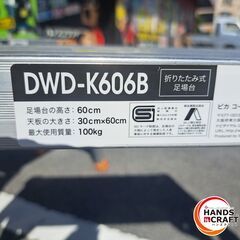 DWD-K606B
折りたたみ式
足場台
足場台の高さ：60cm
天板の大きさ：30cm×60cm
最大使用質量：100kg
ピカ コー
HANDS
CRAFT